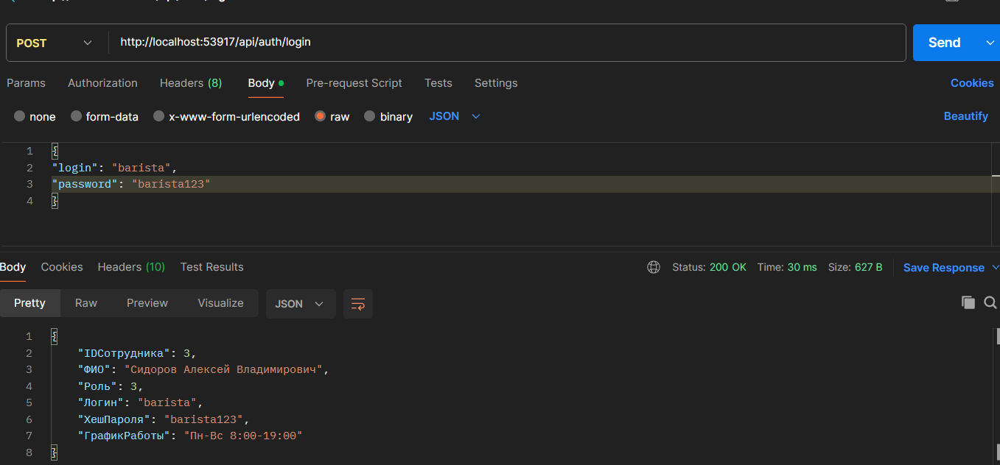 POST http://localhost:53917/api/auth/login Send
Params Authorization Headers (8) Body Pre-request Script Tests Settings Cookies
none form-data x-www-form-urlencoded raw binary JSON Beautify
1 {
2 "login": "barista",
3 "password": "barista123"
4 }
Body Cookies Headers (10) Test Results Status: 200 OK Time: 30 ms Size: 627 B Save Response
Pretty Raw Preview Visualize JSON
1 {
2 "IDСотрудника": 3,
3 "ФИО": "Сидоров Алексей Владимирович",
4 "Роль": 3,
5 "Логин": "barista",
6 "ХешПароля": "barista123",
7 "ГрафикРаботы": "Пн-Вс 8:00-19:00"
8 }